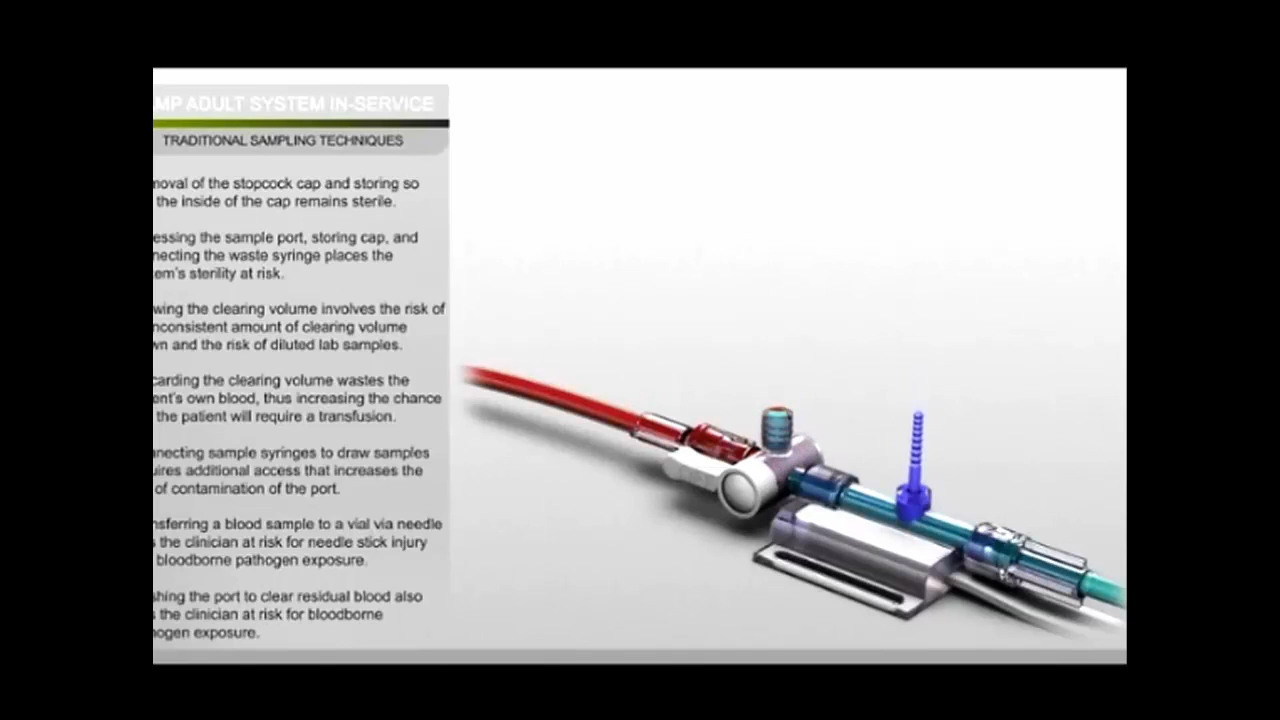 MP ADULT SYSTEM IN-SERVICE
TRADITIONAL SAMPLING TECHNIQUES
moval of the stopcock cap and storing so
the inside of the cap remains sterile.
essing the sample port, storing cap, and
necting the waste syringe places the
em's sterility at risk.
wing the clearing volume involves the risk of
nconsistent amount of clearing volume
wn and the risk of diluted lab samples.
carding the clearing volume wastes the
ent's own blood, thus increasing the chance
the patient will require a transfusion.
nnecting sample syringes to draw samples
uires additional access that increases the
of contamination of the port.
nsferring a blood sample to a vial via needle
s the clinician at risk for needle stick injury
bloodborne pathogen exposure.
shing the port to clear residual blood also
s the clinician at risk for bloodborne
hogen exposure.